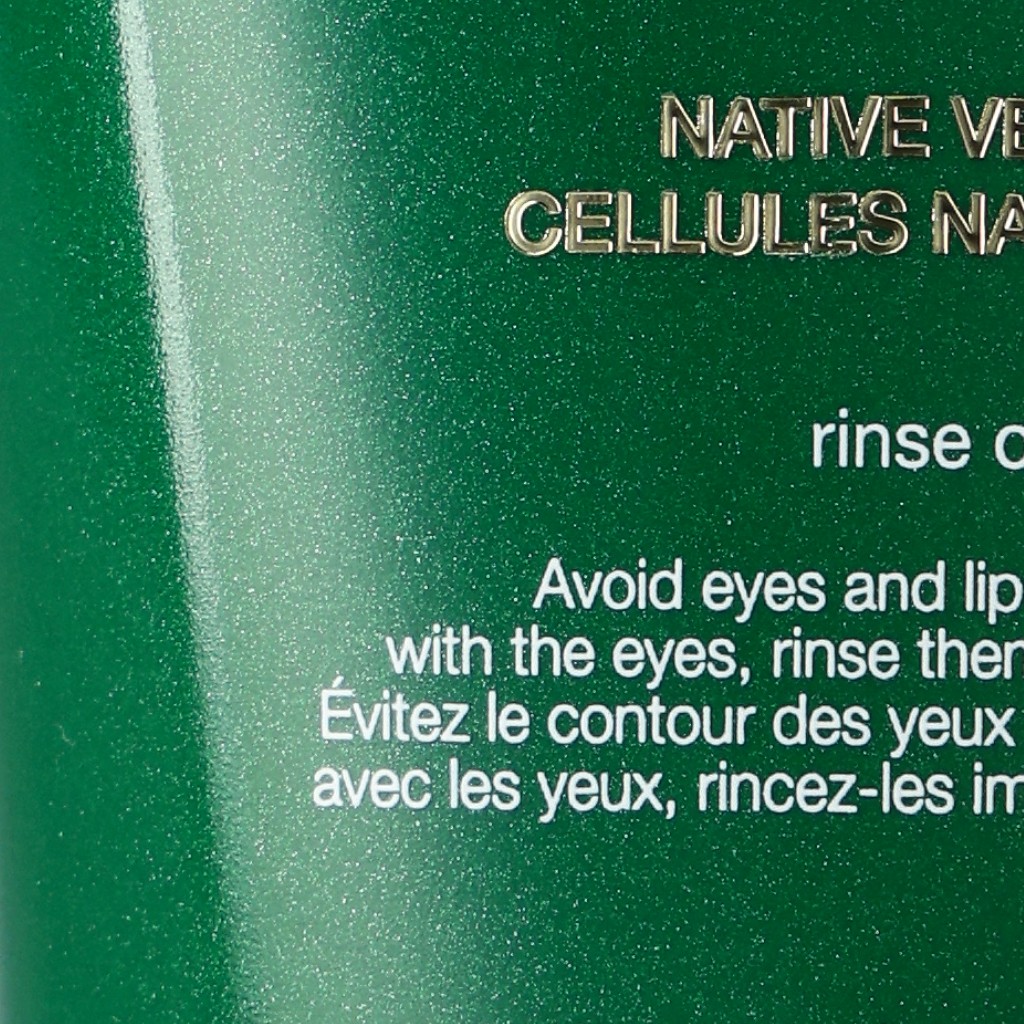 NATIVE VE
CELLULES NA
rinse
Avoid eyes and lip
with the eyes, rinse
Évitez le contour des yeux
avec les yeux, rincez-les im